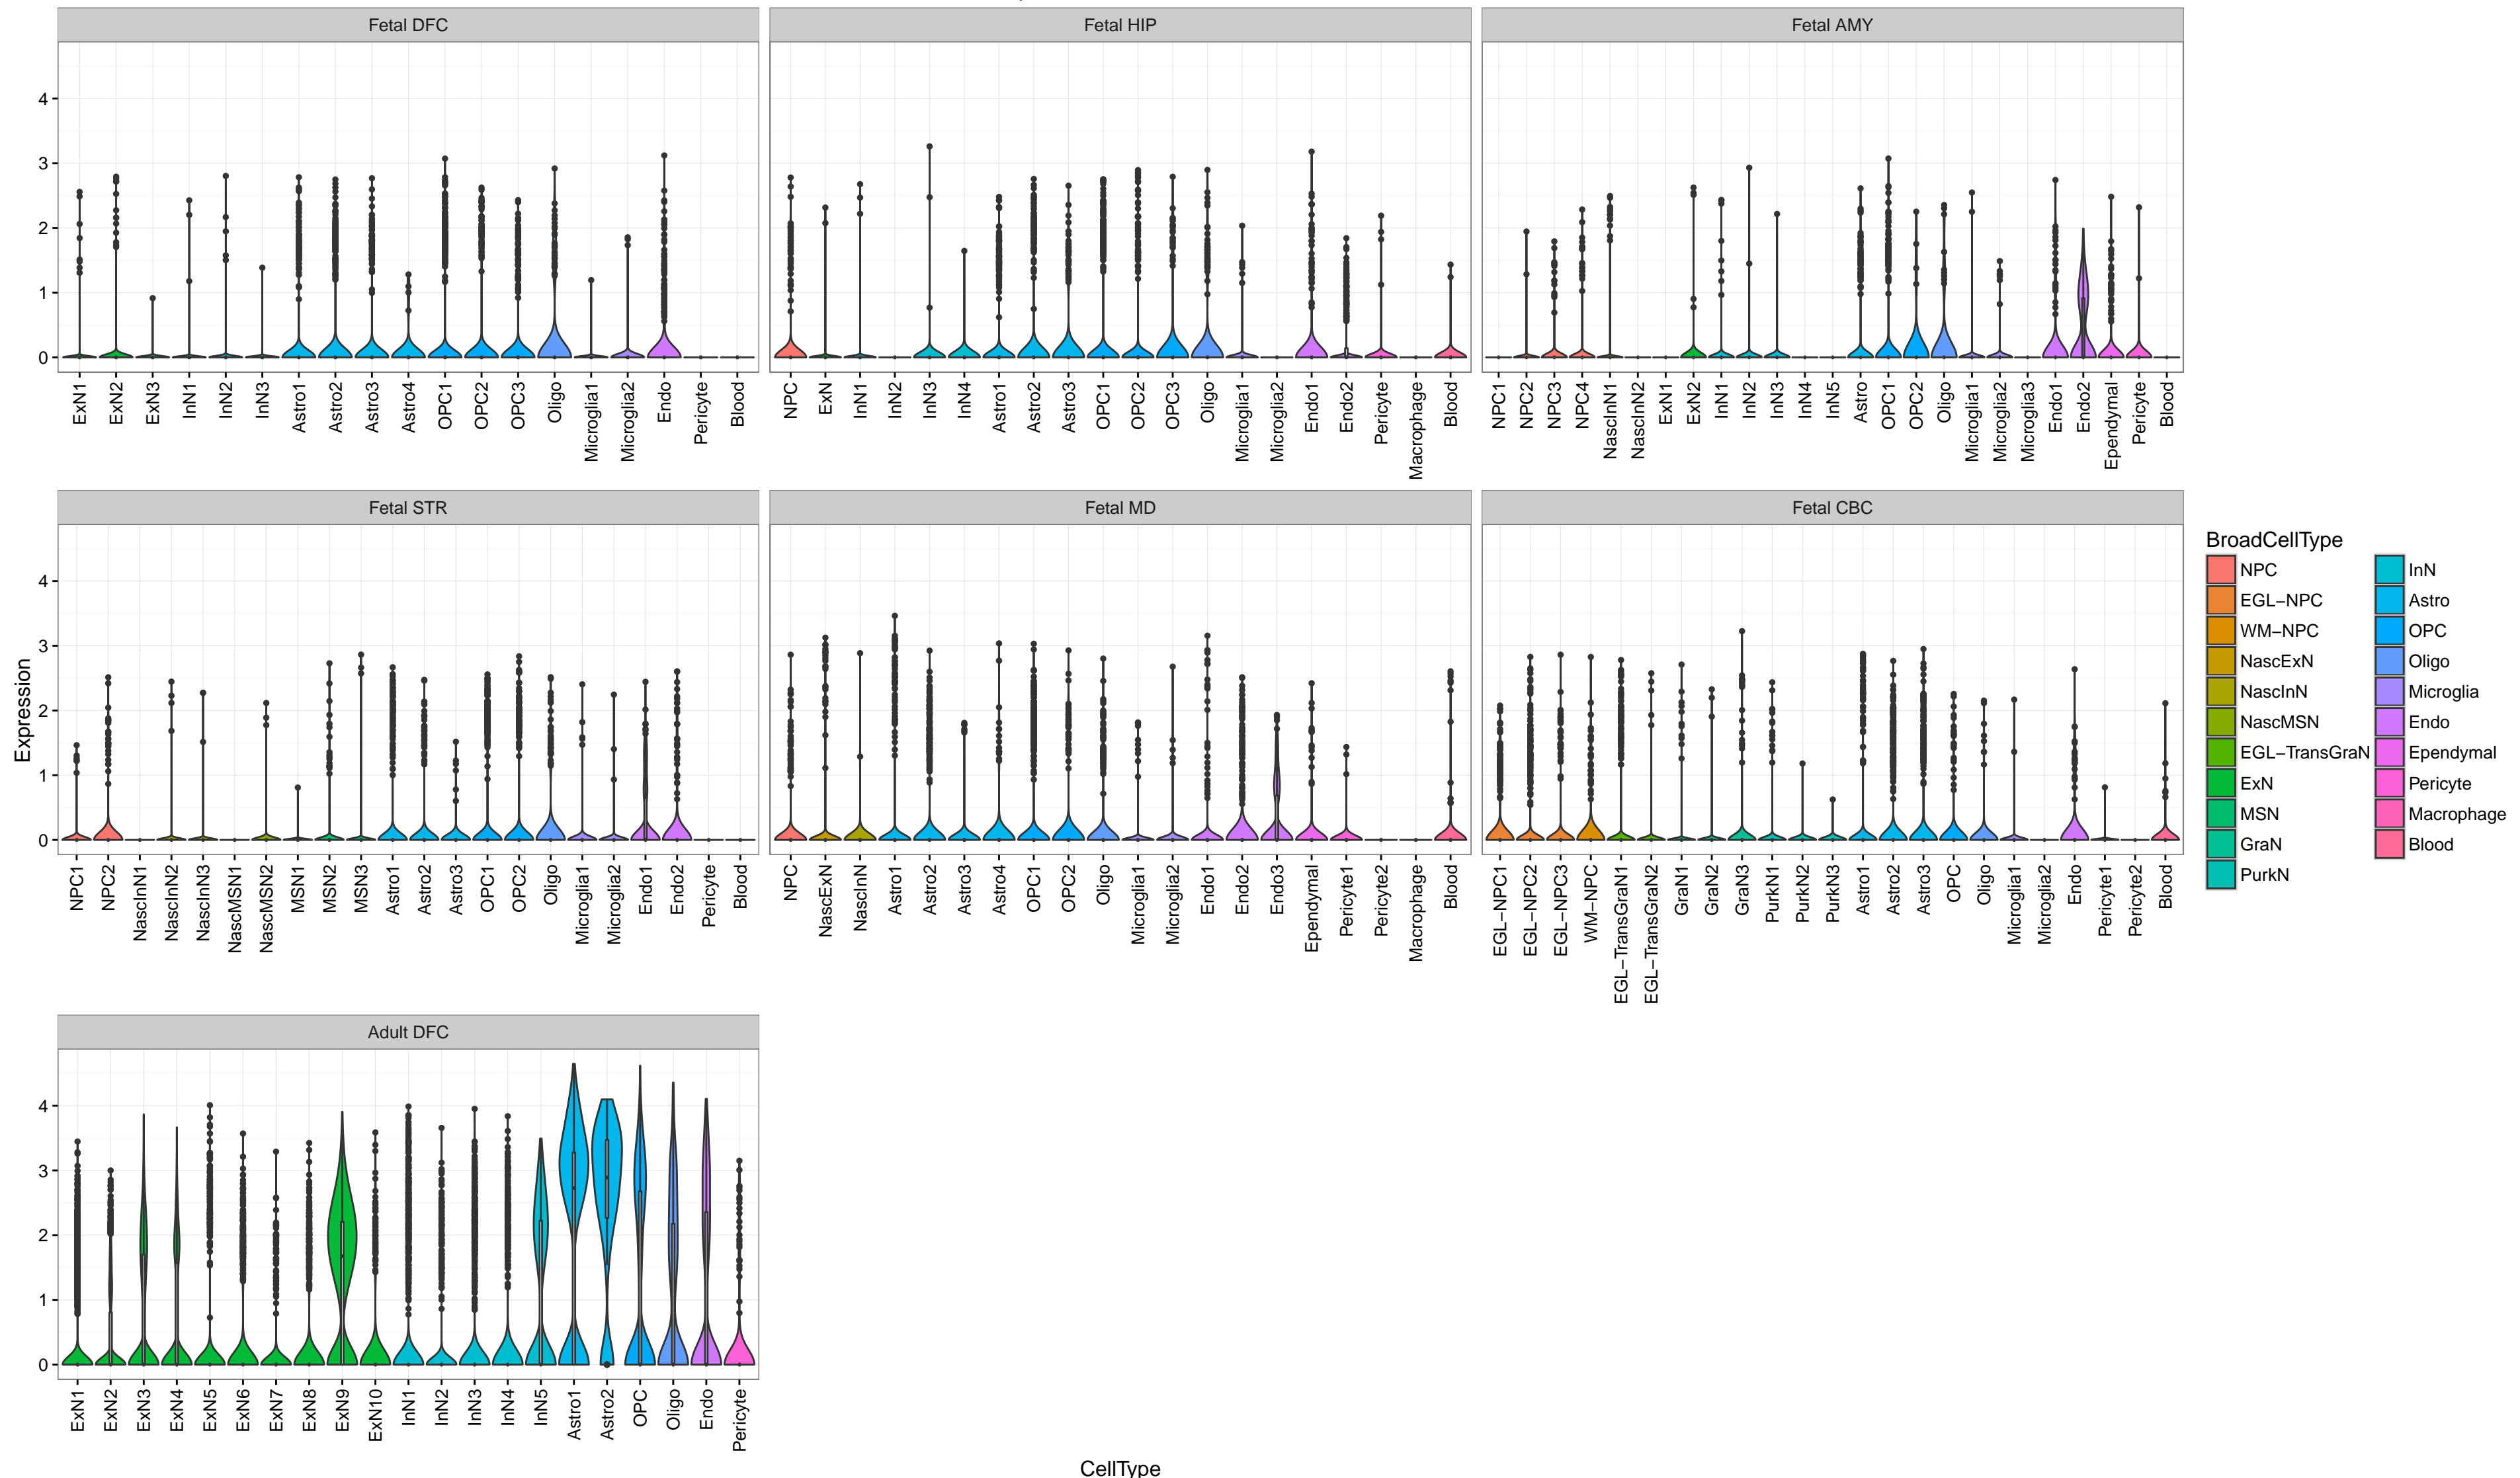 Fetal DFC
Fetal HIP
Fetal AMY
4
3
2
1
0
ExN1 ExN2 ExN3 InN1 InN2 InN3 Astro1 Astro2 Astro3 Astro4 OPC1 OPC2 OPC3 Oligo Microglia1 Microglia2 Endo Pericyte Blood
NPC ExN InN1 InN2 InN3 InN4 Astro1 Astro2 Astro3 OPC1 OPC2 OPC3 Oligo Microglia1 Microglia2 Endo1 Endo2 Pericyte Macrophage Blood
NPC1 NPC2 NPC3 NPC4 NascInN1 NascInN2 ExN1 ExN2 InN1 InN2 InN3 InN4 InN5 Astro OPC1 OPC2 Oligo Microglia1 Microglia2 Microglia3 Endo1 Endo2 Ependymal Pericyte Blood
Fetal STR
Fetal MD
Fetal CBC
Expression
4
3
2
1
0
NPC1 NPC2 NascInN1 NascInN2 NascInN3 NascMSN1 NascMSN2 MSN1 MSN2 MSN3 Astro1 Astro2 Astro3 OPC1 OPC2 Oligo Microglia1 Microglia2 Endo1 Endo2 Pericyte Blood
NPC NascExN NascInN Astro1 Astro2 Astro3 Astro4 OPC1 OPC2 Oligo Microglia1 Microglia2 Endo1 Endo2 Endo3 Ependymal Pericyte1 Pericyte2 Macrophage Blood
EGL−NPC1 EGL−NPC2 EGL−NPC3 WM−NPC EGL−TransGraN1 EGL−TransGraN2 GraN1 GraN2 GraN3 PurkN1 PurkN2 PurkN3 Astro1 Astro2 Astro3 OPC Oligo Microglia1 Microglia2 Endo Pericyte1 Pericyte2 Blood
BroadCellType
NPC
EGL−NPC
WM−NPC
NascExN
NascInN
NascMSN
EGL−TransGraN
ExN
MSN
GraN
PurkN
InN
Astro
OPC
Oligo
Microglia
Endo
Ependymal
Pericyte
Macrophage
Blood
Adult DFC
4
3
2
1
0
ExN1 ExN2 ExN3 ExN4 ExN5 ExN6 ExN7 ExN8 ExN9 ExN10 InN1 InN2 InN3 InN4 InN5 Astro1 Astro2 OPC Oligo Endo Pericyte
CellType